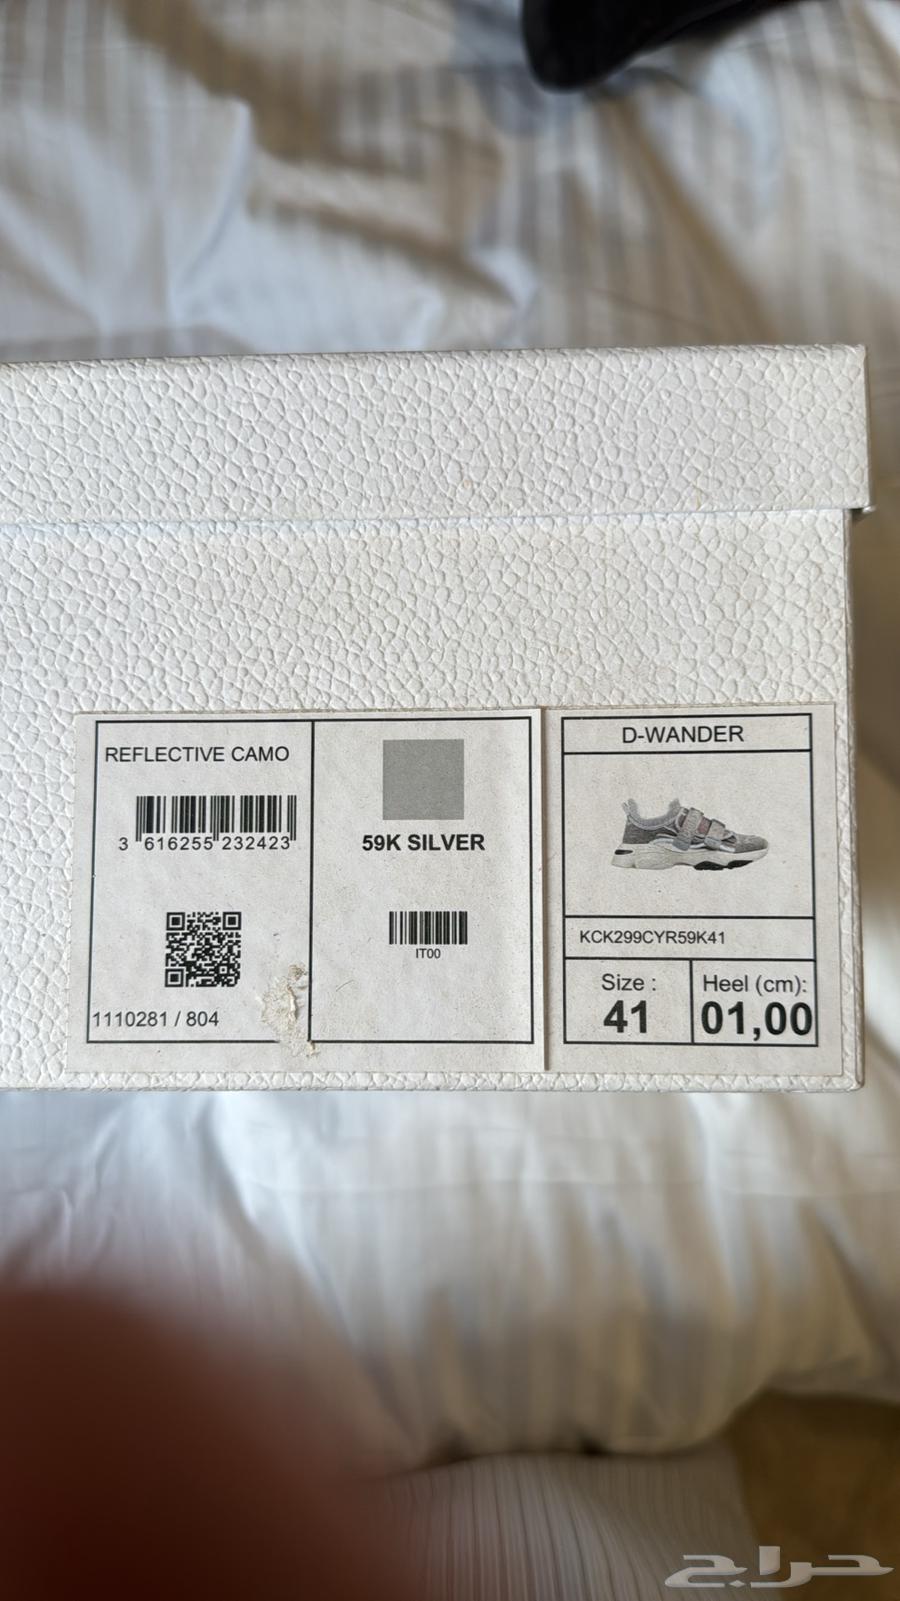 REFLECTIVE CAMO
3 616255 232423
1110281 / 804
59K SILVER
IT00
D-WANDER
KCK299CYR59K41
Size :
41
Heel (cm):
01,00
حراج